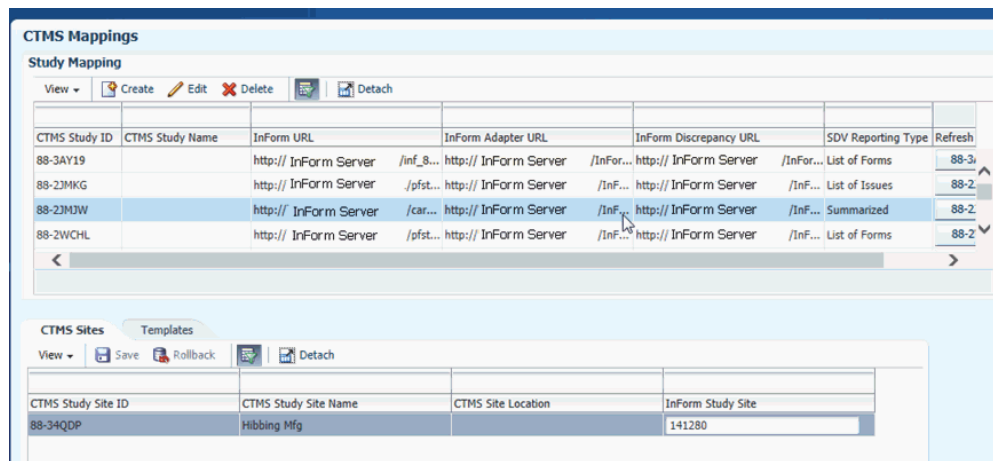 CTMS Mappings
Study Mapping
View Create Edit Delete Detach
CTMS Study ID CTMS Study Name InForm URL InForm Adapter URL InForm Discrepancy URL SDV Reporting Type Refresh
88-3AY19 http:// InForm Server /inf_8... http:// InForm Server /InFor... http:// InForm Server /InFor... List of Forms 88-3
88-2JMKG http:// InForm Server ./pfst... http:// InForm Server /InF... http:// InForm Server /InF... List of Issues 88-2
88-2JMJW http:// InForm Server /car... http:// InForm Server /InF... http:// InForm Server /InF... Summarized 88-2
88-2WCHL http:// InForm Server /pfst... http:// InForm Server /InF... http:// InForm Server /InF... List of Forms 88-2
CTMS Sites Templates
View Save Rollback Detach
CTMS Study Site ID CTMS Study Site Name CTMS Site Location InForm Study Site
88-34QDP Hibbing Mfg 141280